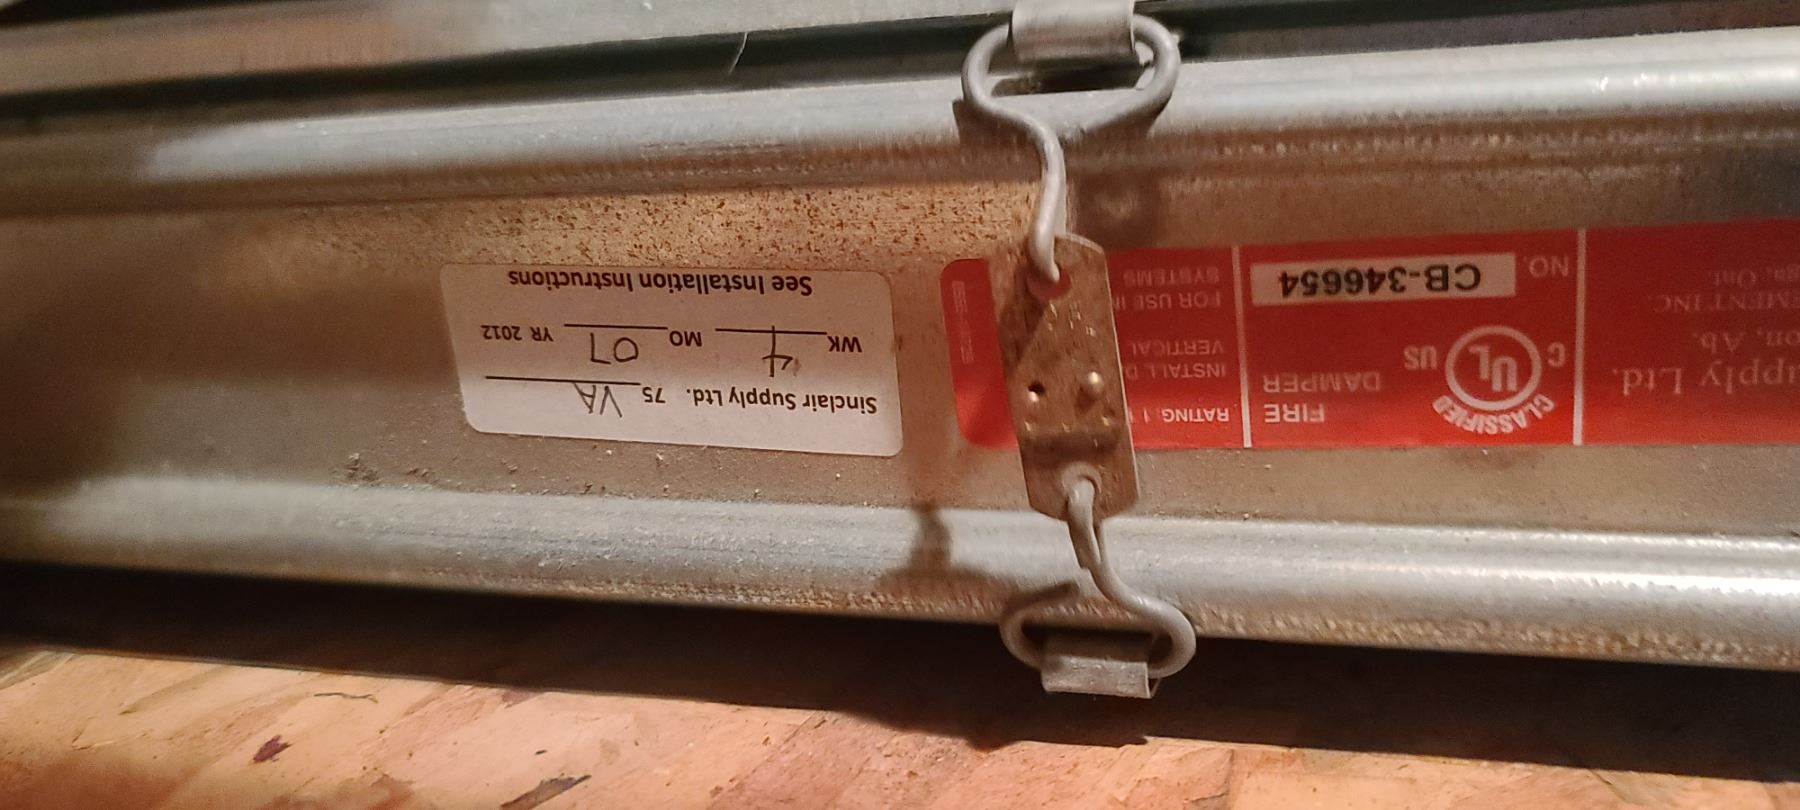 Ltd.
CLASSIFIED
C UL US
FIRE
DAMPER
NO. CB-346654
RATING: 1
INSTALL
VERTICAL
FOR USE
SYSTEMS
Sinclair Supply Ltd. 75 VA
WK 4 MO 07 YR 2012
See Installation Instructions